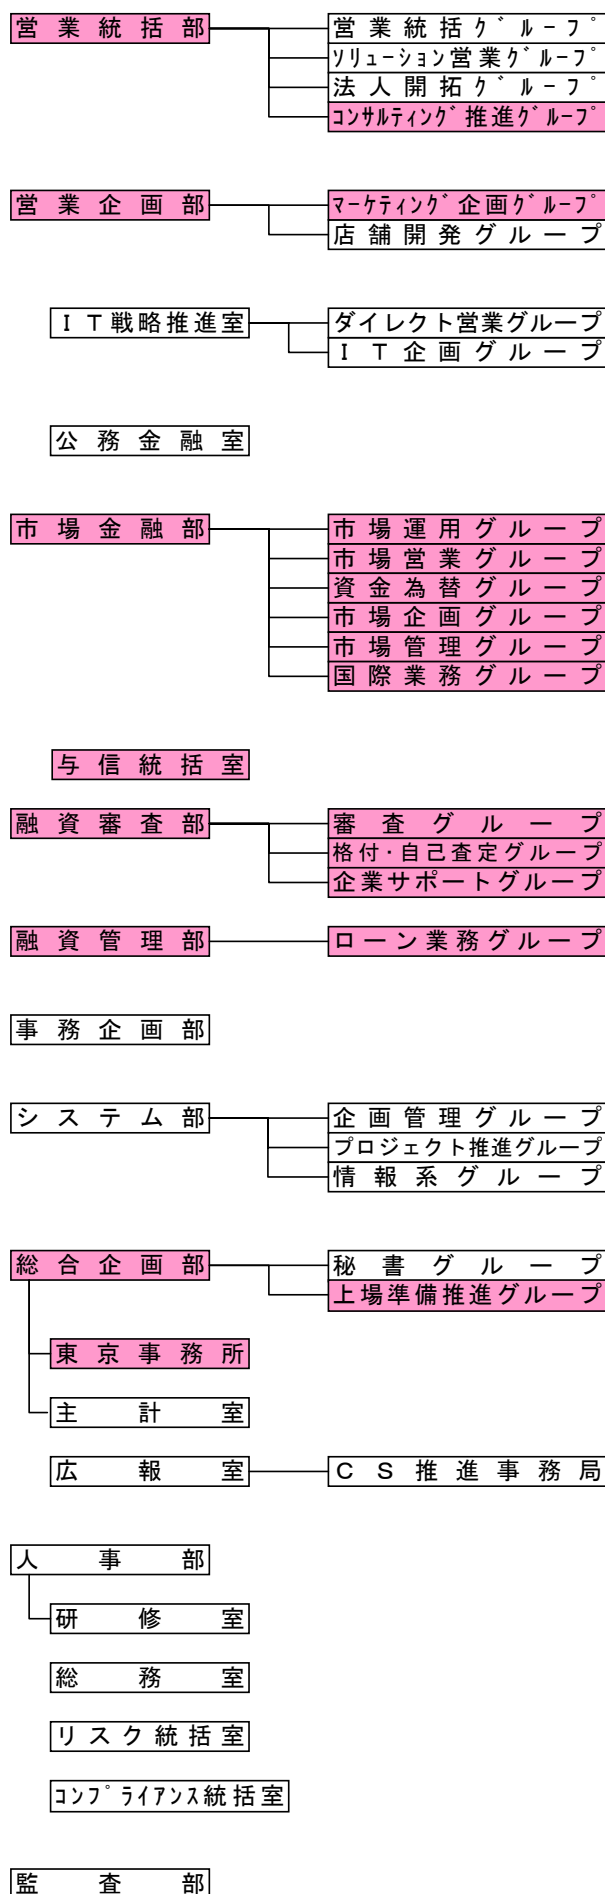 営業統括部 営業統括ｸﾞﾙｰﾌﾟ
ｿﾘｭｰｼｮﾝ営業ｸﾞﾙｰﾌﾟ
法人開拓ｸﾞﾙｰﾌﾟ
ｺﾝｻﾙﾃｨﾝｸﾞ推進ｸﾞﾙｰﾌﾟ
営業企画部 ﾏｰｹﾃｨﾝｸﾞ企画ｸﾞﾙｰﾌﾟ
店舗開発グループ
ＩＴ戦略推進室 ダイレクト営業グループ
ＩＴ企画グループ
公務金融室
市場金融部 市場運用グループ
市場営業グループ
資金為替グループ
市場企画グループ
市場管理グループ
国際業務グループ
与信統括室
融資審査部 審査グループ
格付・自己査定グループ
企業サポートグループ
融資管理部 ローン業務グループ
事務企画部
システム部 企画管理グループ
プロジェクト推進グループ
情報系グループ
総合企画部 秘書グループ
上場準備推進グループ
東京事務所
主計室
広報室 ＣＳ推進事務局
人事部
研修室
総務室
リスク統括室
ｺﾝﾌﾟﾗｲｱﾝｽ統括室
監査部